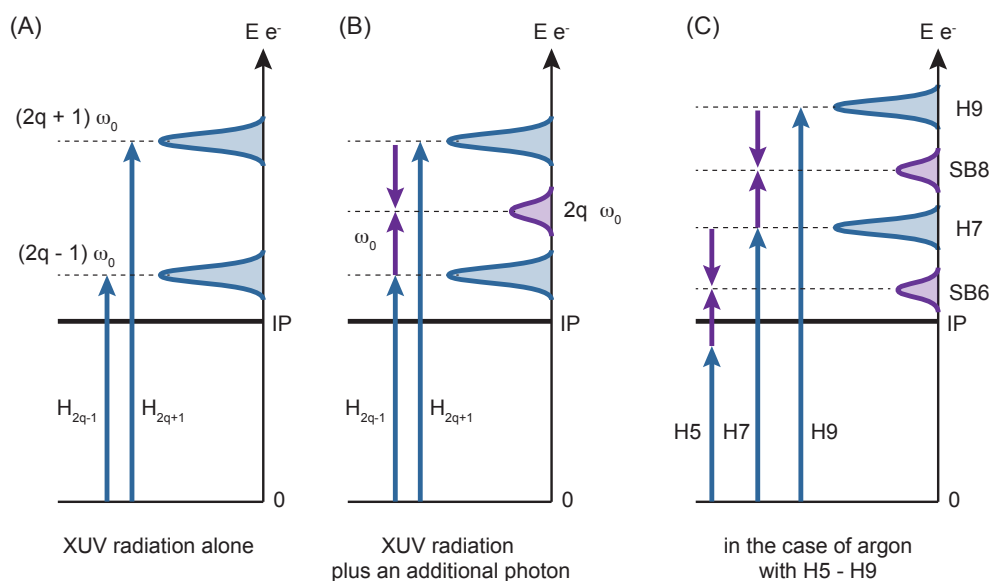 (A)
E e⁻
(2q + 1) ω₀
(2q - 1) ω₀
IP
H₂q₋₁
H₂q₊₁
0
XUV radiation alone
(B)
E e⁻
2q ω₀
ω₀
IP
H₂q₋₁
H₂q₊₁
0
XUV radiation
plus an additional photon
(C)
E e⁻
H9
SB8
H7
SB6
IP
H5
H7
H9
0
in the case of argon
with H5 - H9